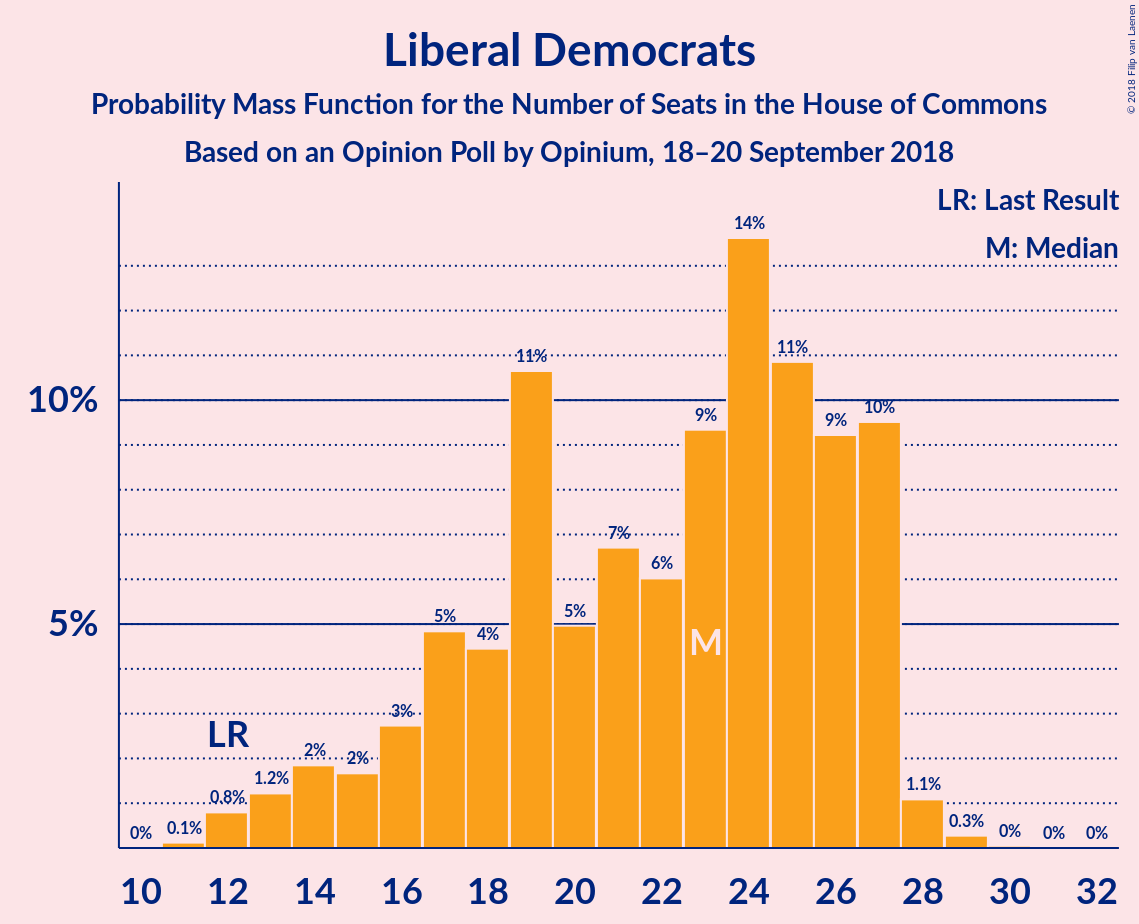 Liberal Democrats
Probability Mass Function for the Number of Seats in the House of Commons
Based on an Opinion Poll by Opinium, 18–20 September 2018
© 2018 Filip van Laenen
LR: Last Result
M: Median
10%
5%
0%
0.1%
0.8%
1.2%
2%
2%
3%
5%
4%
11%
5%
7%
6%
9%
14%
11%
9%
10%
1.1%
0.3%
0%
0%
0%
LR
M
10 12 14 16 18 20 22 24 26 28 30 32